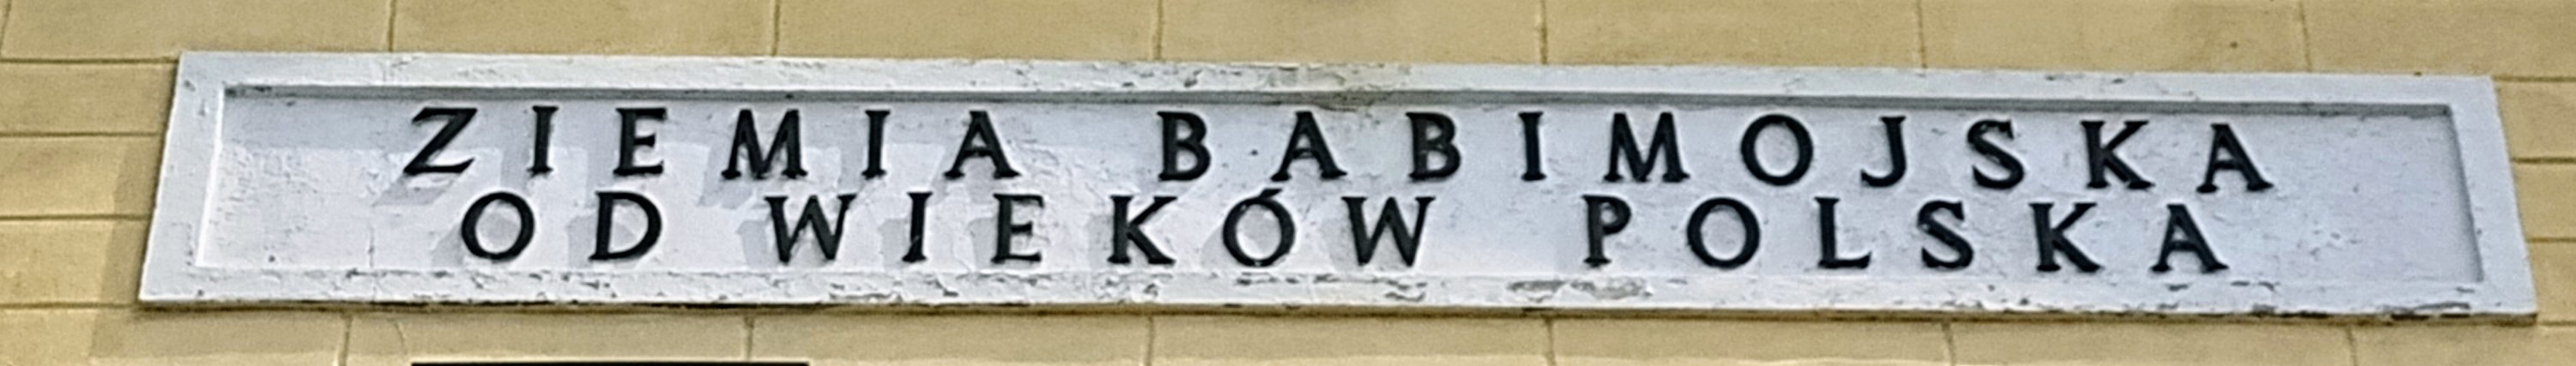 ZIEMIA BABIMOJSKA
OD WIEKÓW POLSKA